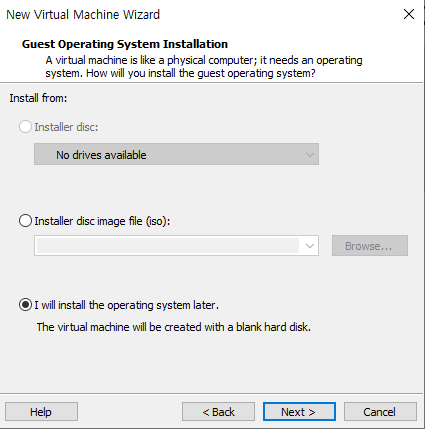 New Virtual Machine Wizard
Guest Operating System Installation
A virtual machine is like a physical computer; it needs an operating
system. How will you install the guest operating system?
Install from:
Installer disc:
No drives available
Installer disc image file (iso):
Browse...
I will install the operating system later.
The virtual machine will be created with a blank hard disk.
Help
< Back
Next >
Cancel